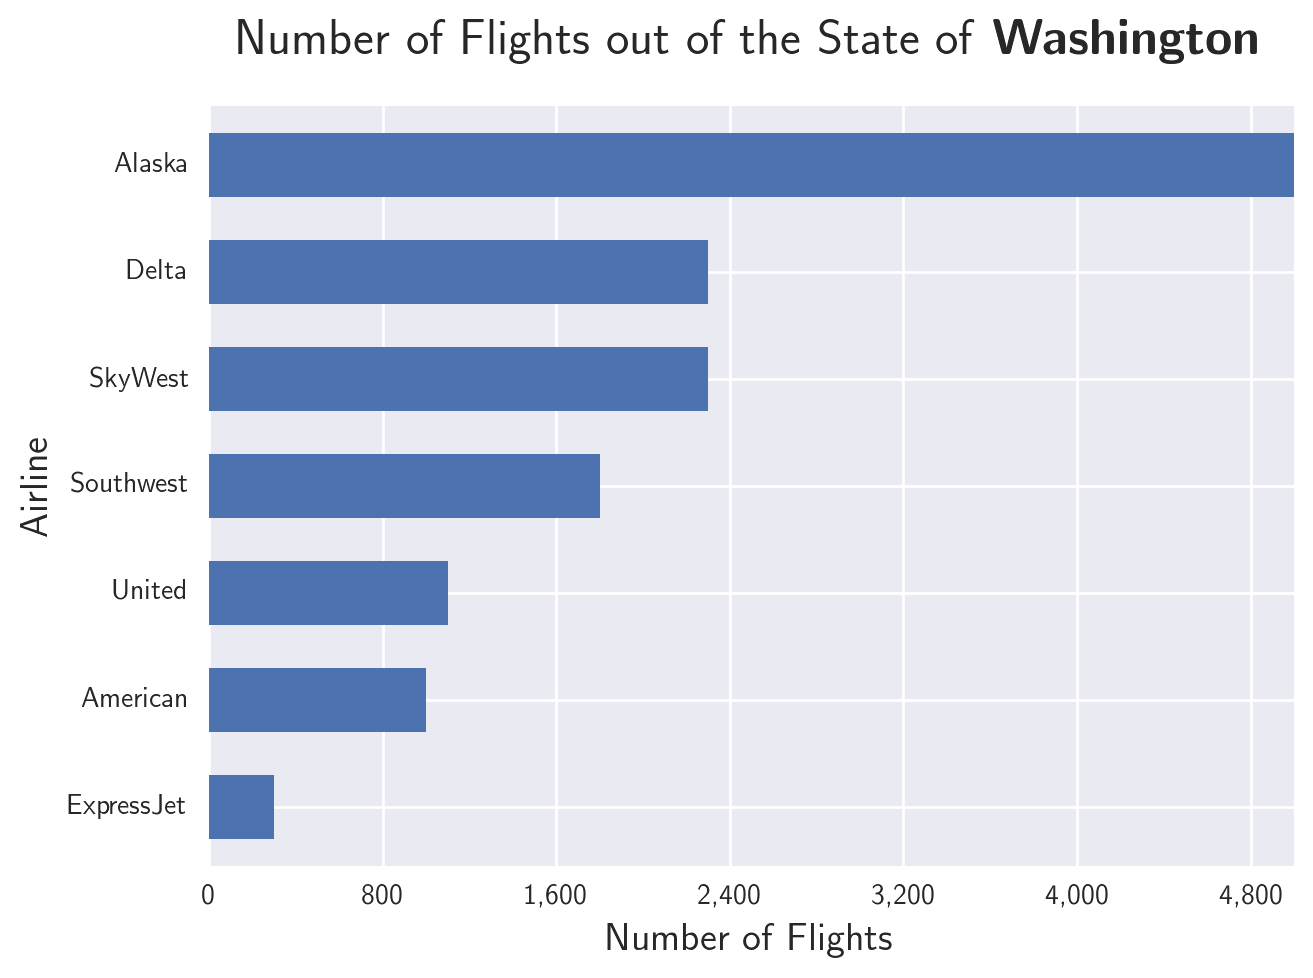 Number of Flights out of the State of Washington
Alaska
Delta
SkyWest
Southwest
United
American
ExpressJet
Airline
0 800 1,600 2,400 3,200 4,000 4,800
Number of Flights